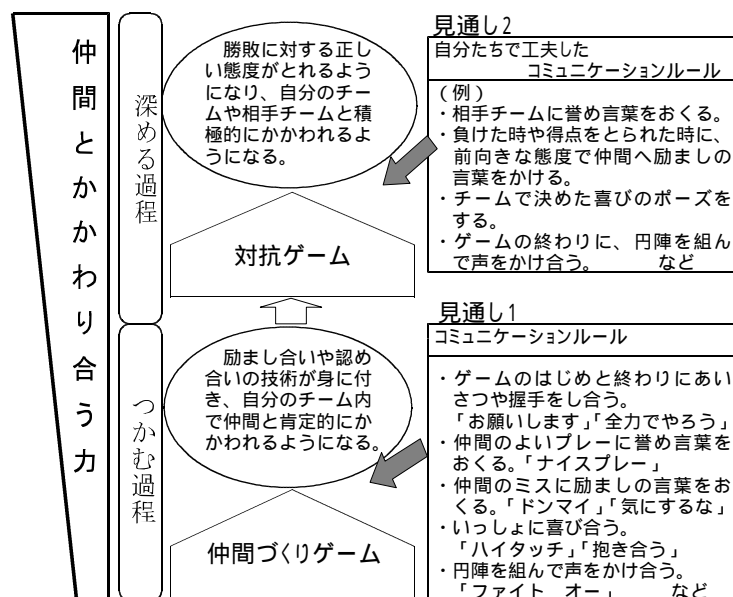 仲間とかかわり合う力
深める過程
勝敗に対する正し
い態度がとれるよう
になり、自分のチー
ムや相手チームと積
極的にかかわれるよ
うになる。
対抗ゲーム
見通し2
自分たちで工夫した
コミュニケーションルール
（例）
・相手チームに誉め言葉をおくる。
・負けた時や得点をとられた時に、
前向きな態度で仲間へ励ましの
言葉をかける。
・チームで決めた喜びのポーズを
する。
・ゲームの終わりに、円陣を組ん
で声をかけ合う。 など
つかむ過程
励まし合いや認め
合いの技術が身に付
き、自分のチーム内
で仲間と肯定的にか
かわれるようになる。
仲間づくりゲーム
見通し1
コミュニケーションルール
・ゲームのはじめと終わりにあい
さつや握手をし合う。
「お願いします」「全力でやろう」
・仲間のよいプレーに誉め言葉を
おくる。「ナイスプレー」
・仲間のミスに励ましの言葉をお
くる。「ドンマイ」「気にするな」
・いっしょに喜び合う。
「ハイタッチ」「抱き合う」
・円陣を組んで声をかけ合う。
「ファイト オー」 など